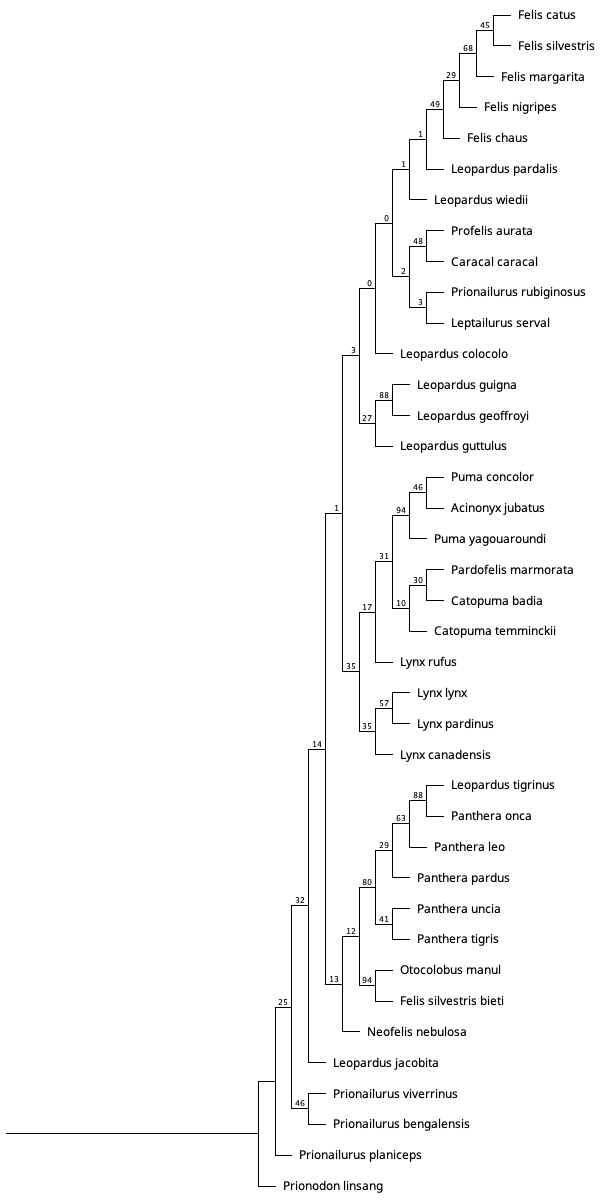 Felis catus
45
Felis silvestris
68
Felis margarita
29
Felis nigripes
49
Felis chaus
1
Leopardus pardalis
1
Leopardus wiedii
0
Profelis aurata
48
Caracal caracal
2
Prionailurus rubiginosus
3
Leptailurus serval
0
Leopardus colocolo
3
Leopardus guigna
88
Leopardus geoffroyi
27
Leopardus guttulus
Puma concolor
46
Acinonyx jubatus
94
1
Puma yagouaroundi
31
Pardofelis marmorata
30
Catopuma badia
10
17
Catopuma temminckii
Lynx rufus
35
Lynx lynx
57
Lynx pardinus
35
14
Lynx canadensis
Leopardus tigrinus
88
Panthera onca
63
Panthera leo
29
Panthera pardus
80
32
Panthera uncia
41
Panthera tigris
12
Otocolobus manul
13
94
Felis silvestris bieti
25
Neofelis nebulosa
Leopardus jacobita
Prionailurus viverrinus
46
Prionailurus bengalensis
Prionailurus planiceps
Prionodon linsang